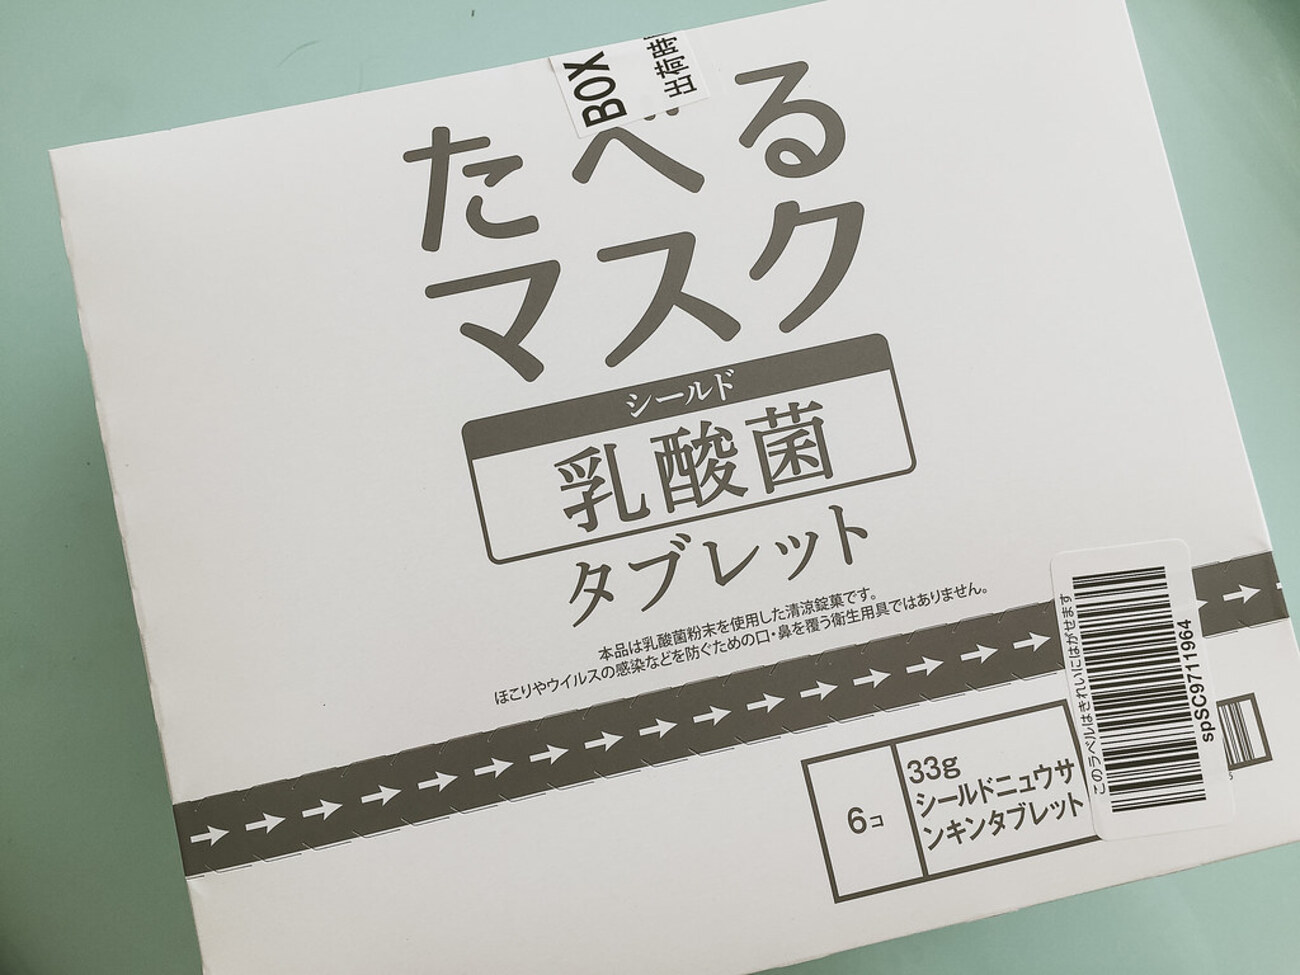 BOX
出荷時
たべる
マスク
シールド
乳酸菌
タブレット
本品は乳酸菌粉末を使用した清涼錠菓です。
ほこりやウイルスの感染などを防ぐための口・鼻を覆う衛生用具ではありません。
6コ
33g
シールドニュウサ
ンキンタブレット
このラベルはきれいにはがせます
spSC9711964